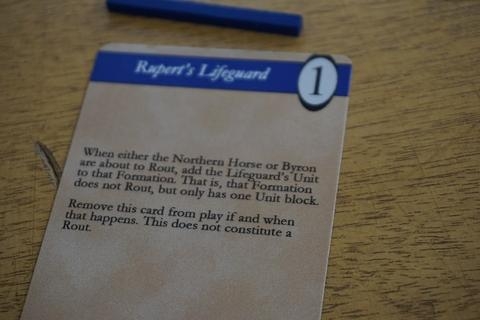 Rupert's Lifeguard
1
When either the Northern Horse or Byron
are about to Rout, add the Lifeguard's Unit
to that Formation. That is, that Formation
does not Rout, but only has one Unit block.
Remove this card from play if and when
that happens. This does not constitute a
Rout.